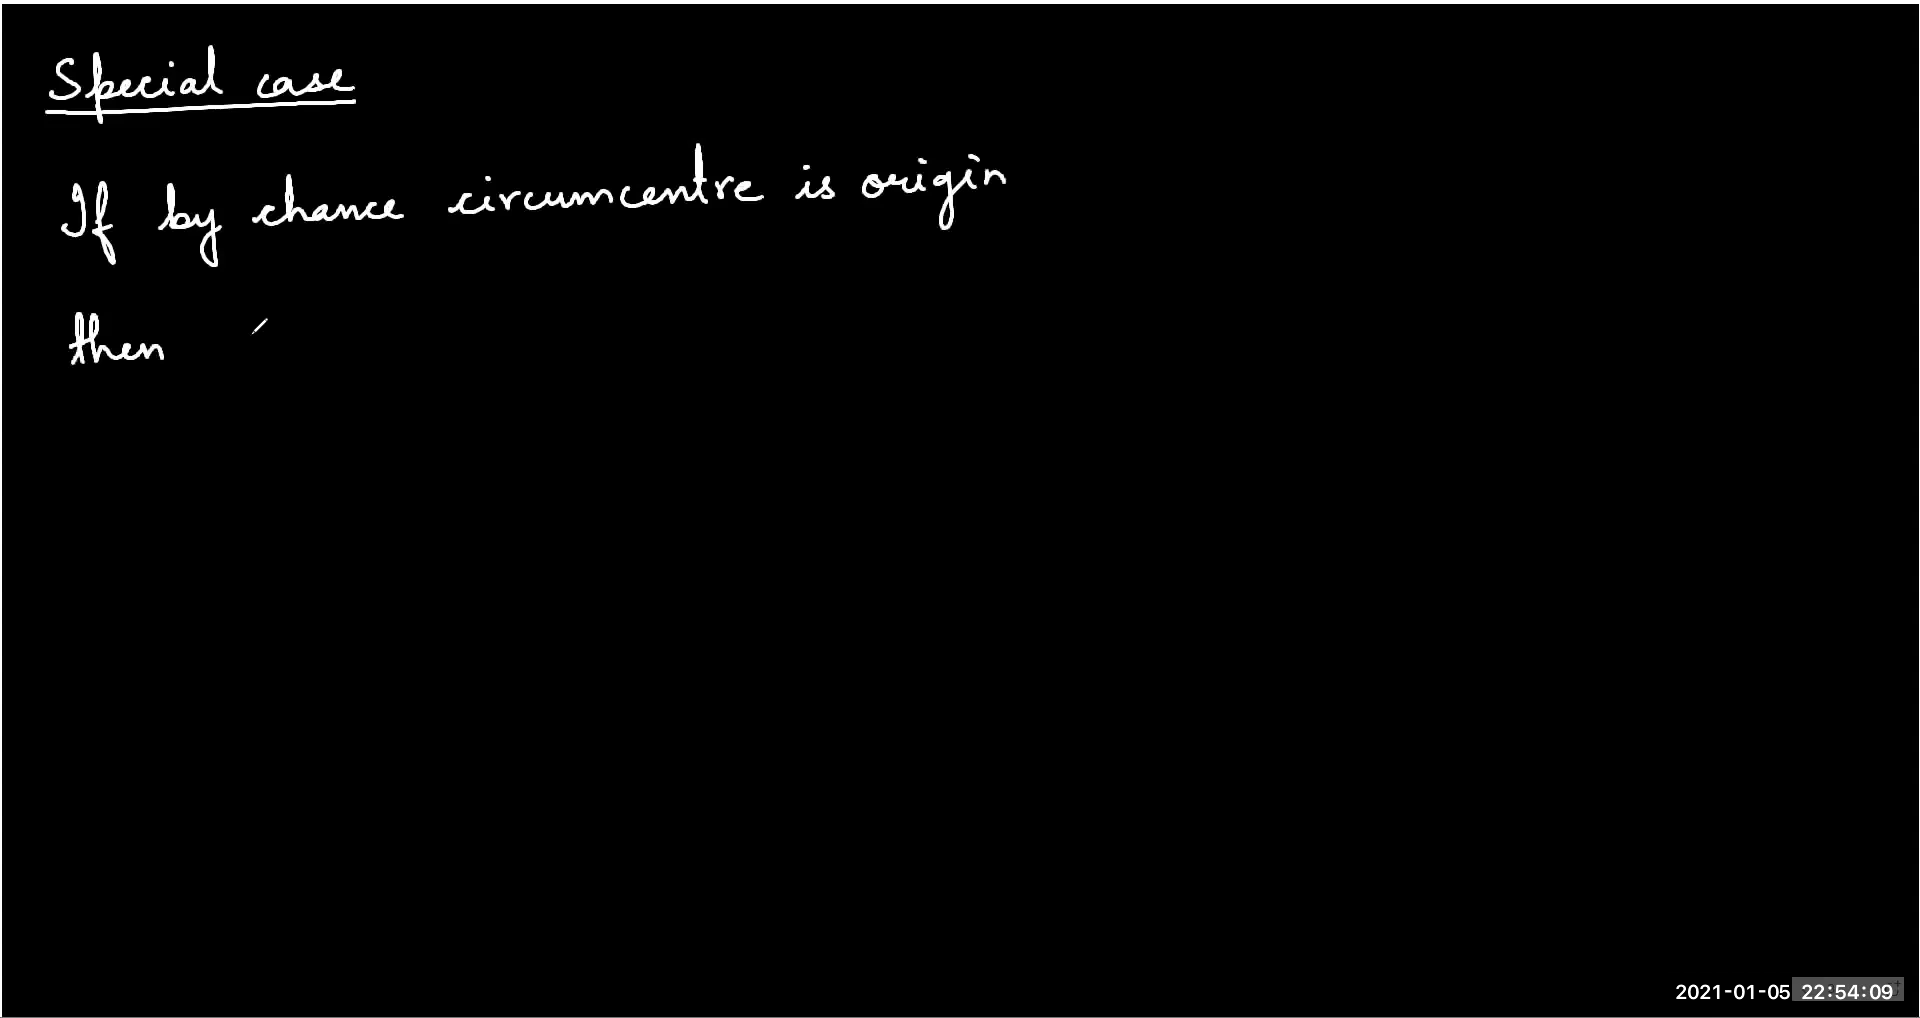 Special case
If by chance circumcentre is origin
then
2021-01-05 22:54:09